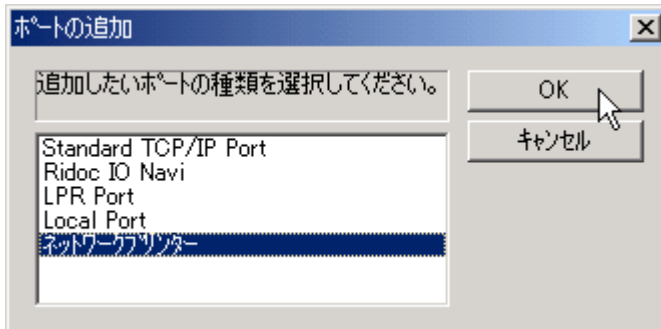 ﾎﾟｰﾄの追加
追加したいﾎﾟｰﾄの種類を選択してください。
OK
ｷｬﾝｾﾙ
Standard TCP/IP Port
Ridoc IO Navi
LPR Port
Local Port
ﾈｯﾄﾜｰｸﾌﾟﾘﾝﾀｰ